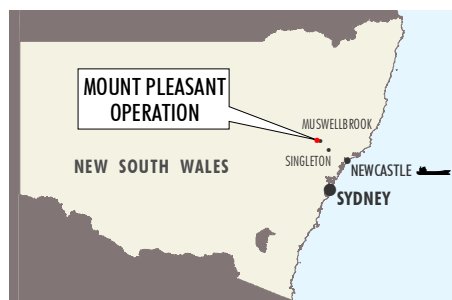 MOUNT PLEASANT
OPERATION
MUSWELLBROOK
SINGLETON
NEW SOUTH WALES
NEWCASTLE
SYDNEY